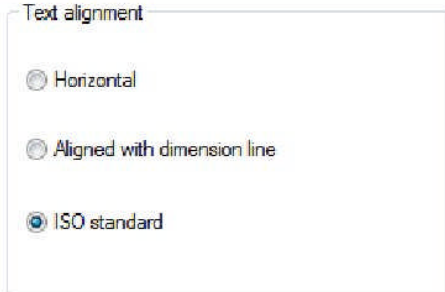 Text alignment
Horizontal
Aligned with dimension line
ISO standard